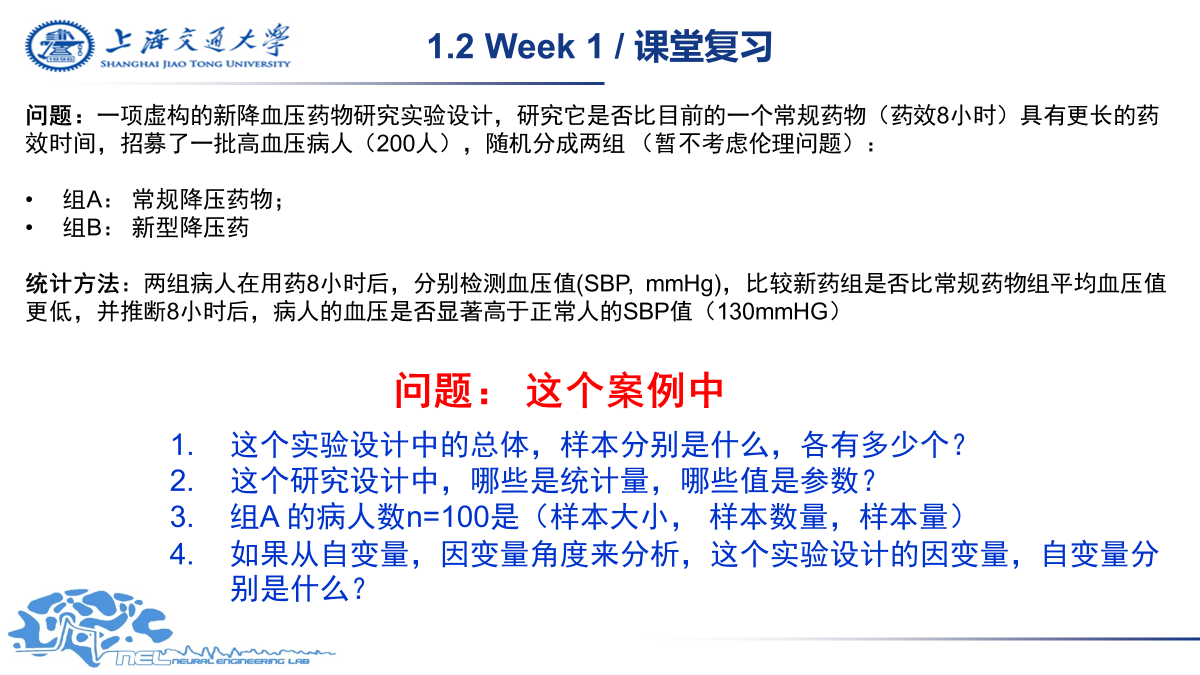 上海交通大学
SHANGHAI JIAO TONG UNIVERSITY
1896
1.2 Week 1 / 课堂复习
问题：一项虚构的新降血压药物研究实验设计，研究它是否比目前的一个常规药物（药效8小时）具有更长的药
效时间，招募了一批高血压病人（200人），随机分成两组 （暂不考虑伦理问题）：
• 组A： 常规降压药物；
• 组B： 新型降压药
统计方法：两组病人在用药8小时后，分别检测血压值(SBP, mmHg)，比较新药组是否比常规药物组平均血压值
更低，并推断8小时后，病人的血压是否显著高于正常人的SBP值（130mmHG）
问题： 这个案例中
1. 这个实验设计中的总体，样本分别是什么，各有多少个？
2. 这个研究设计中，哪些是统计量，哪些值是参数？
3. 组A 的病人数n=100是（样本大小， 样本数量，样本量）
4. 如果从自变量，因变量角度来分析，这个实验设计的因变量，自变量分
别是什么？
NEL NEURAL ENGINEERING LAB